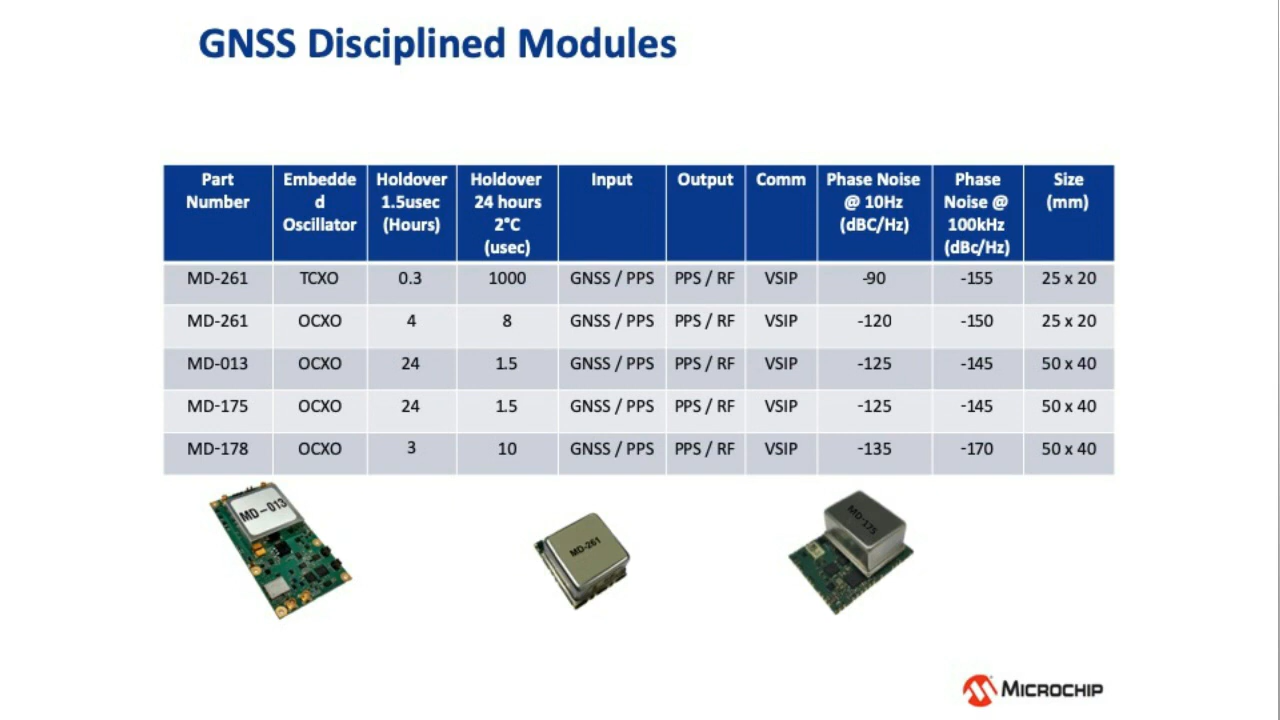 GNSS Disciplined Modules
Part Number | Embedde d Oscillator | Holdover 1.5usec (Hours) | Holdover 24 hours 2°C (usec) | Input | Output | Comm | Phase Noise @ 10Hz (dBC/Hz) | Phase Noise @ 100kHz (dBc/Hz) | Size (mm)
MD-261 | TCXO | 0.3 | 1000 | GNSS / PPS | PPS / RF | VSIP | -90 | -155 | 25 x 20
MD-261 | OCXO | 4 | 8 | GNSS / PPS | PPS / RF | VSIP | -120 | -150 | 25 x 20
MD-013 | OCXO | 24 | 1.5 | GNSS / PPS | PPS / RF | VSIP | -125 | -145 | 50 x 40
MD-175 | OCXO | 24 | 1.5 | GNSS / PPS | PPS / RF | VSIP | -125 | -145 | 50 x 40
MD-178 | OCXO | 3 | 10 | GNSS / PPS | PPS / RF | VSIP | -135 | -170 | 50 x 40
MD-013
MD-261
MD-175
MICROCHIP